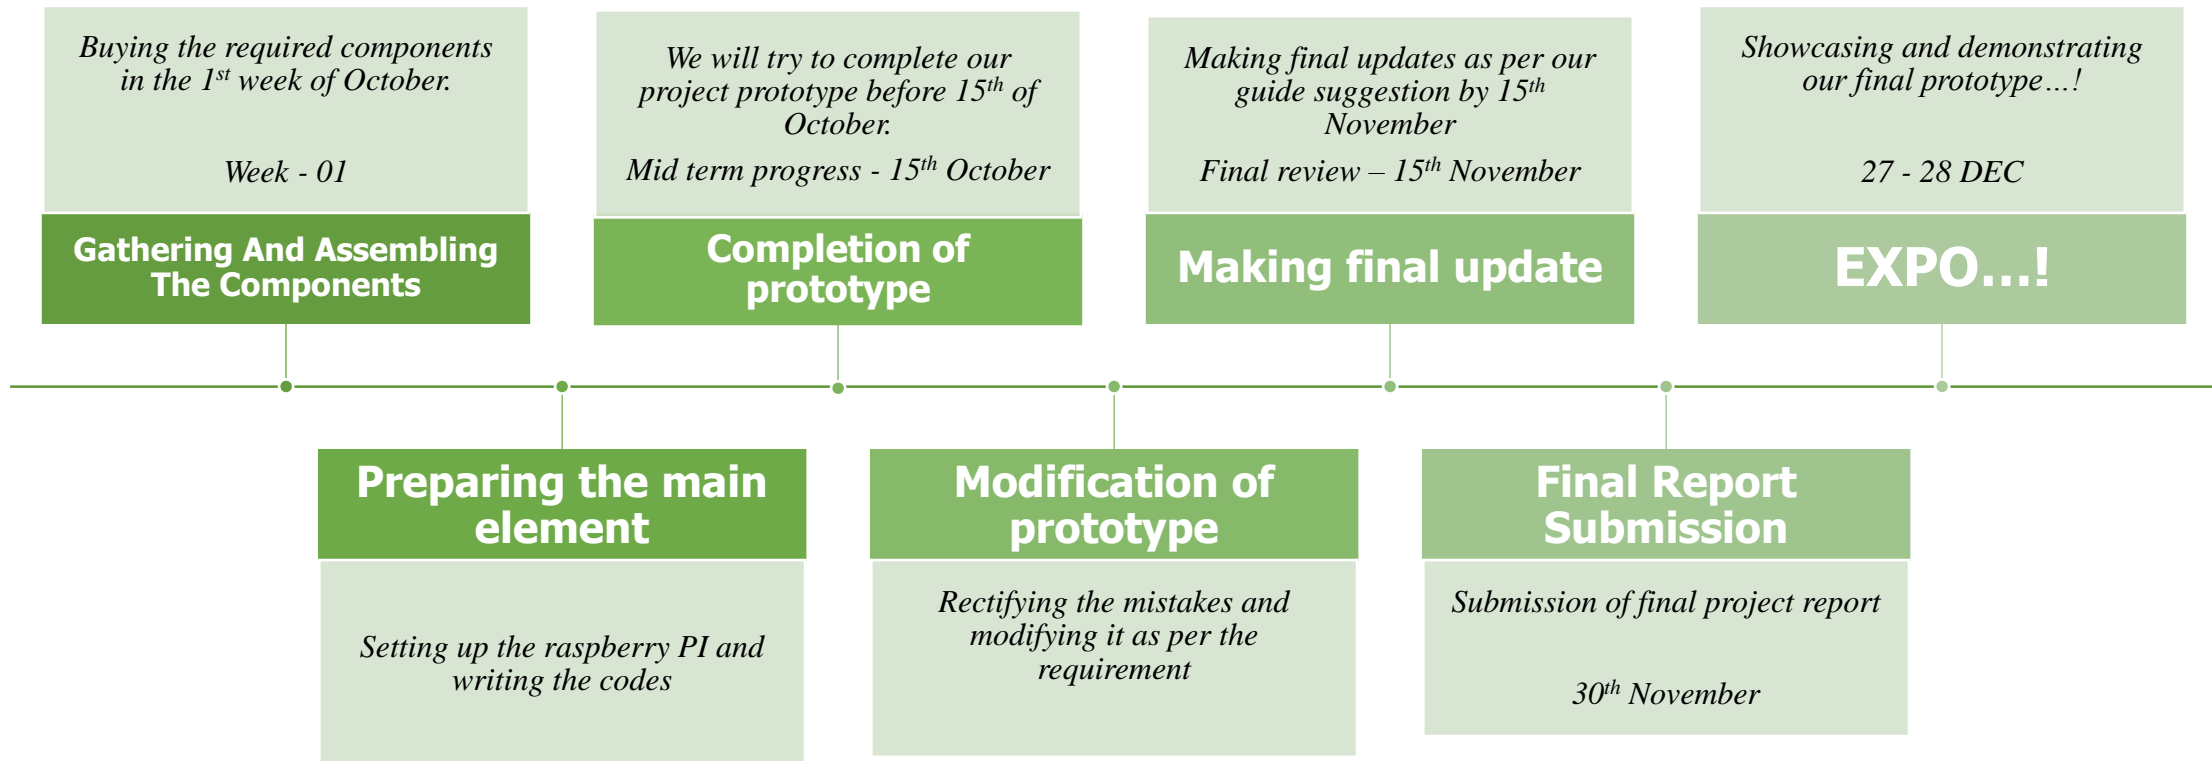 Buying the required components
in the 1st week of October.
Week - 01
Gathering And Assembling
The Components
Preparing the main
element
Setting up the raspberry PI and
writing the codes
We will try to complete our
project prototype before 15th of
October.
Mid term progress - 15th October
Completion of
prototype
Modification of
prototype
Rectifying the mistakes and
modifying it as per the
requirement
Making final updates as per our
guide suggestion by 15th
November
Final review – 15th November
Making final update
Final Report
Submission
Submission of final project report
30th November
Showcasing and demonstrating
our final prototype…!
27 - 28 DEC
EXPO…!